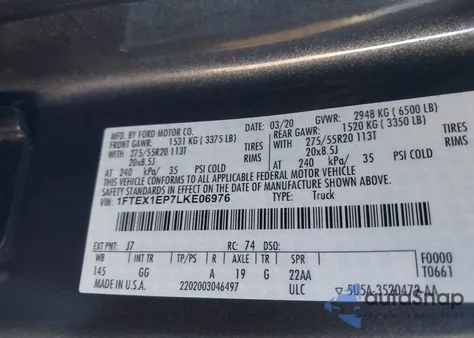 MFD. BY FORD MOTOR CO.
03/20 GVWR: 2948 KG ( 6500 LB)
FRONT GAWR: 1531 KG ( 3375 LB) REAR GAWR: 1520 KG ( 3350 LB)
WITH 275/55R20 113T TIRES WITH 275/55R20 113T TIRES
20x8.5J RIMS 20x8.5J RIMS
AT 240 kPa/ 35 PSI COLD AT 240 kPa/ 35 PSI COLD
THIS VEHICLE CONFORMS TO ALL APPLICABLE FEDERAL MOTOR VEHICLE
SAFETY STANDARDS IN EFFECT ON THE DATE OF MANUFACTURE SHOWN ABOVE.
VIN: 1FTEX1EP7LKE06976 TYPE: Truck
EXT PNT: J7 RC: 74 DSO: F0000
WB INT TR TP/PS R AXLE TR SPR T0661
145 GG A 19 G 22AA
MADE IN U.S.A. 2202003046497 ULC 5U5A-3520472-AA
autoshap